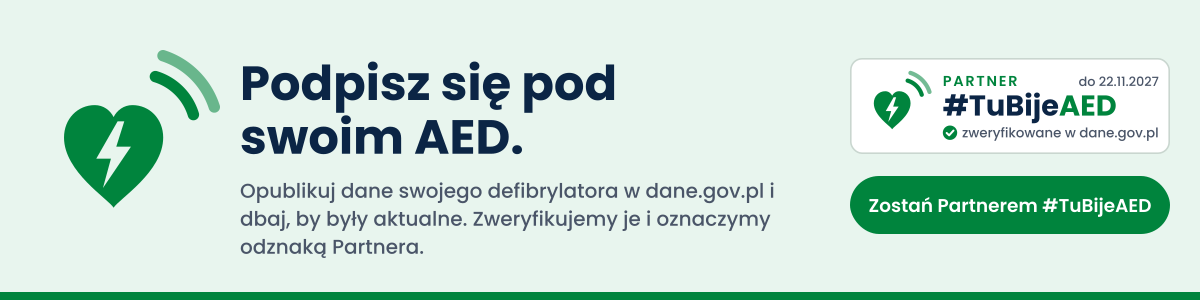 Podpisz się pod
swoim AED.
Opublikuj dane swojego defibrylatora w dane.gov.pl i
dbaj, by były aktualne. Zweryfikujemy je i oznaczymy
odznaką Partnera.
PARTNER do 22.11.2027
#TuBijeAED
zweryfikowane w dane.gov.pl
Zostań Partnerem #TuBijeAED